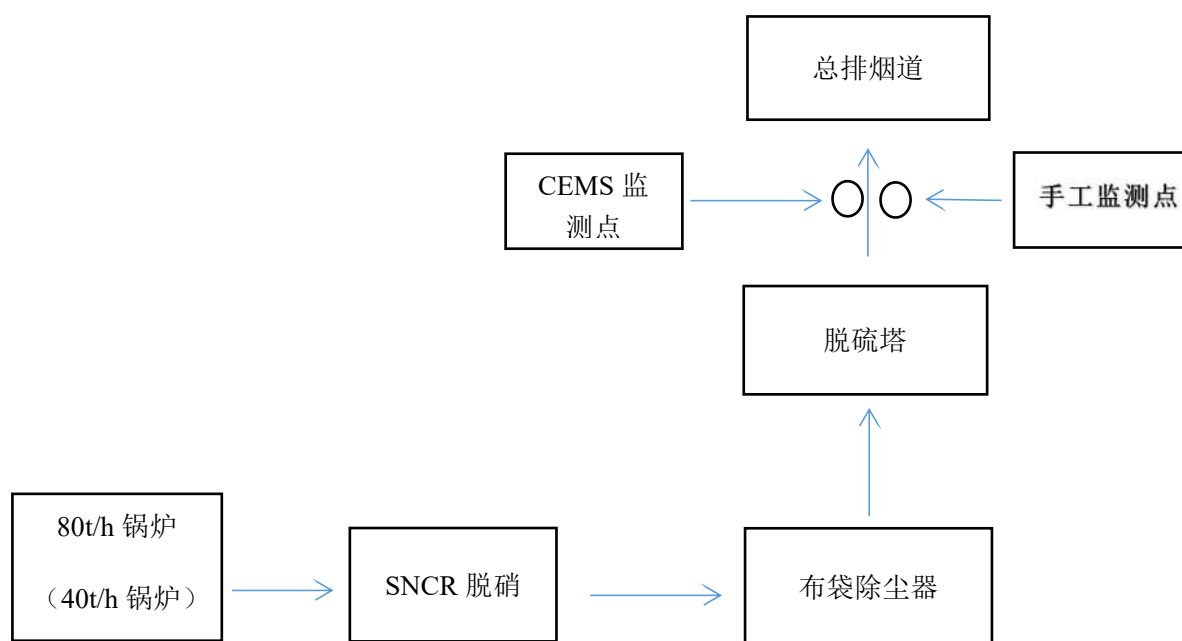 总排烟道
CEMS 监
测点
手工监测点
脱硫塔
80t/h 锅炉
（40t/h 锅炉）
SNCR 脱硝
布袋除尘器